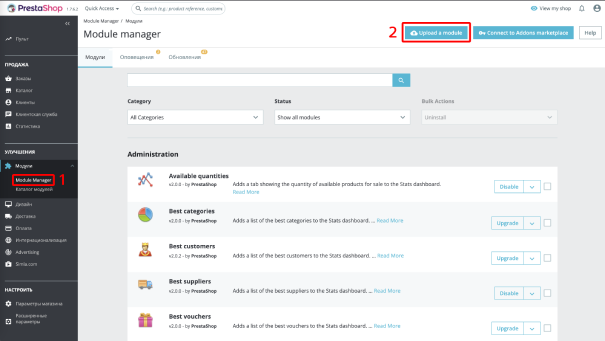 PrestaShop 1.7.6.2 Quick Access Search (e.g.: product reference, custome View my shop
Module Manager / Модули
Module manager
2 Upload a module Connect to Addons marketplace Help
Пульт
Модули Оповещения 0 Обновления
ПРОДАЖА
Заказы
Каталог
Клиенты
Клиентская служба
Статистика
Category Status Bulk Actions
All Categories Show all modules Uninstall
УЛУЧШЕНИЯ
Модули
Module Manager 1
Каталог модулей
Дизайн
Доставка
Оплата
Интернационализация
Advertising
Simla.com
НАСТРОИТЬ
Параметры магазина
Расширенные
параметры
Administration
Available quantities
v2.0.0 - by PrestaShop Adds a tab showing the quantity of available products for sale to the Stats dashboard.
Read More
Disable
Best categories
v2.0.0 - by PrestaShop Adds a list of the best categories to the Stats dashboard. ... Read More
Upgrade
Best customers
v2.0.2 - by PrestaShop Adds a list of the best customers to the Stats dashboard. ... Read More
Upgrade
Best suppliers
v2.0.0 - by PrestaShop Adds a list of the best suppliers to the Stats dashboard. ... Read More
Disable
Best vouchers
v2.0.0 - by PrestaShop Adds a list of the best vouchers to the Stats dashboard. ... Read More
Upgrade